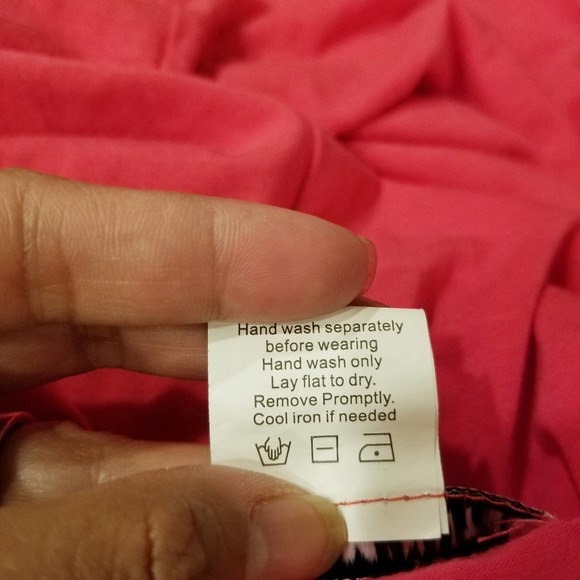 Hand wash separately
before wearing
Hand wash only
Lay flat to dry.
Remove Promptly.
Cool iron if needed